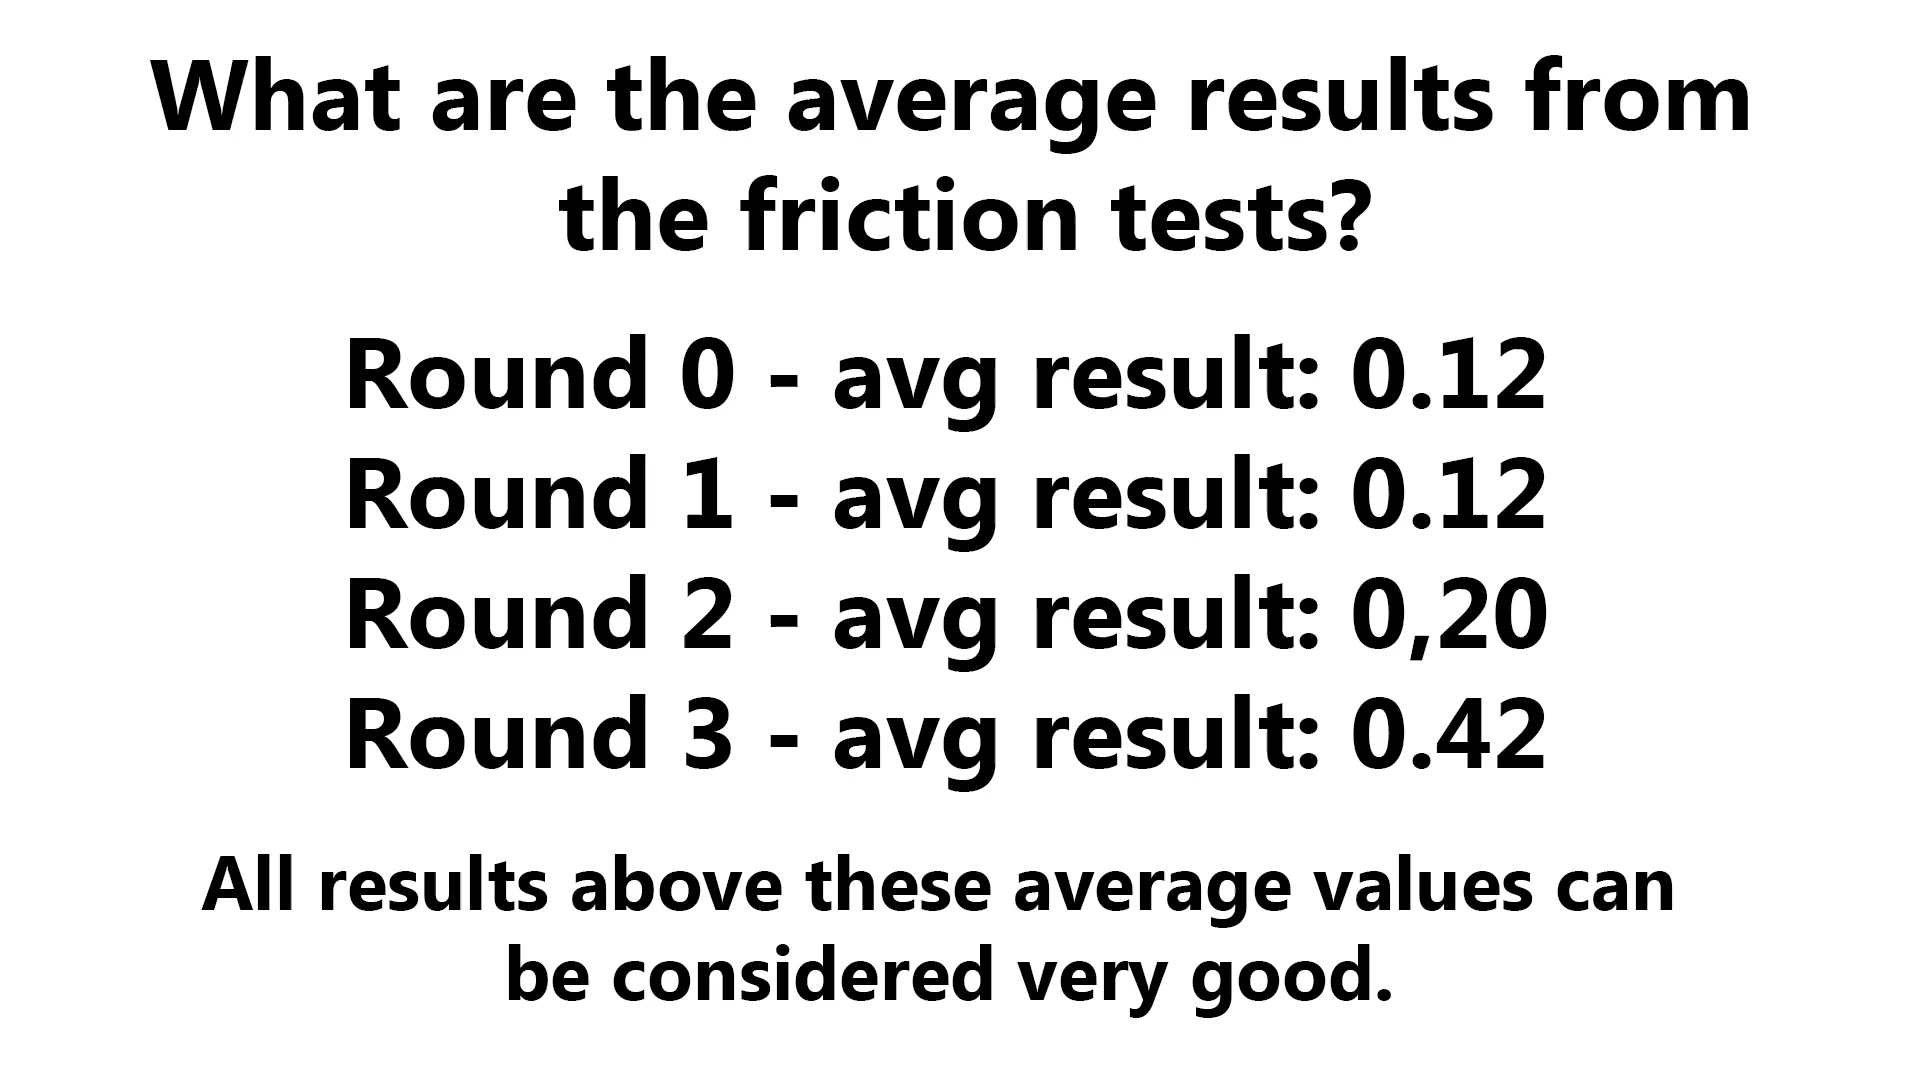 What are the average results from
the friction tests?
Round 0 - avg result: 0.12
Round 1 - avg result: 0.12
Round 2 - avg result: 0,20
Round 3 - avg result: 0.42
All results above these average values can
be considered very good.